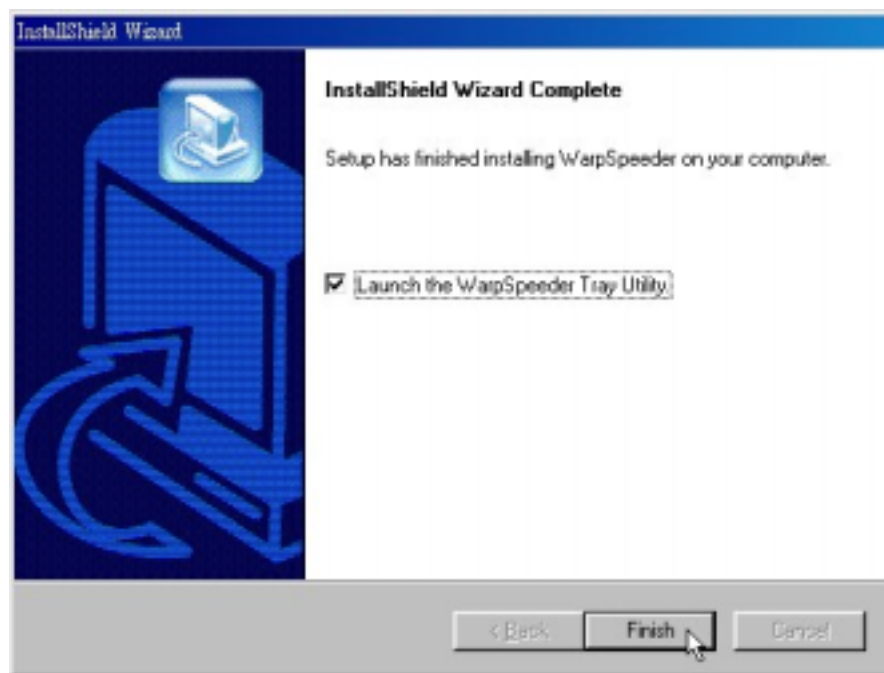 InstallShield Wizard
InstallShield Wizard Complete
Setup has finished installing WarpSpeeder on your computer.
Launch the WarpSpeeder Tray Utility.
< Back Finish Cancel